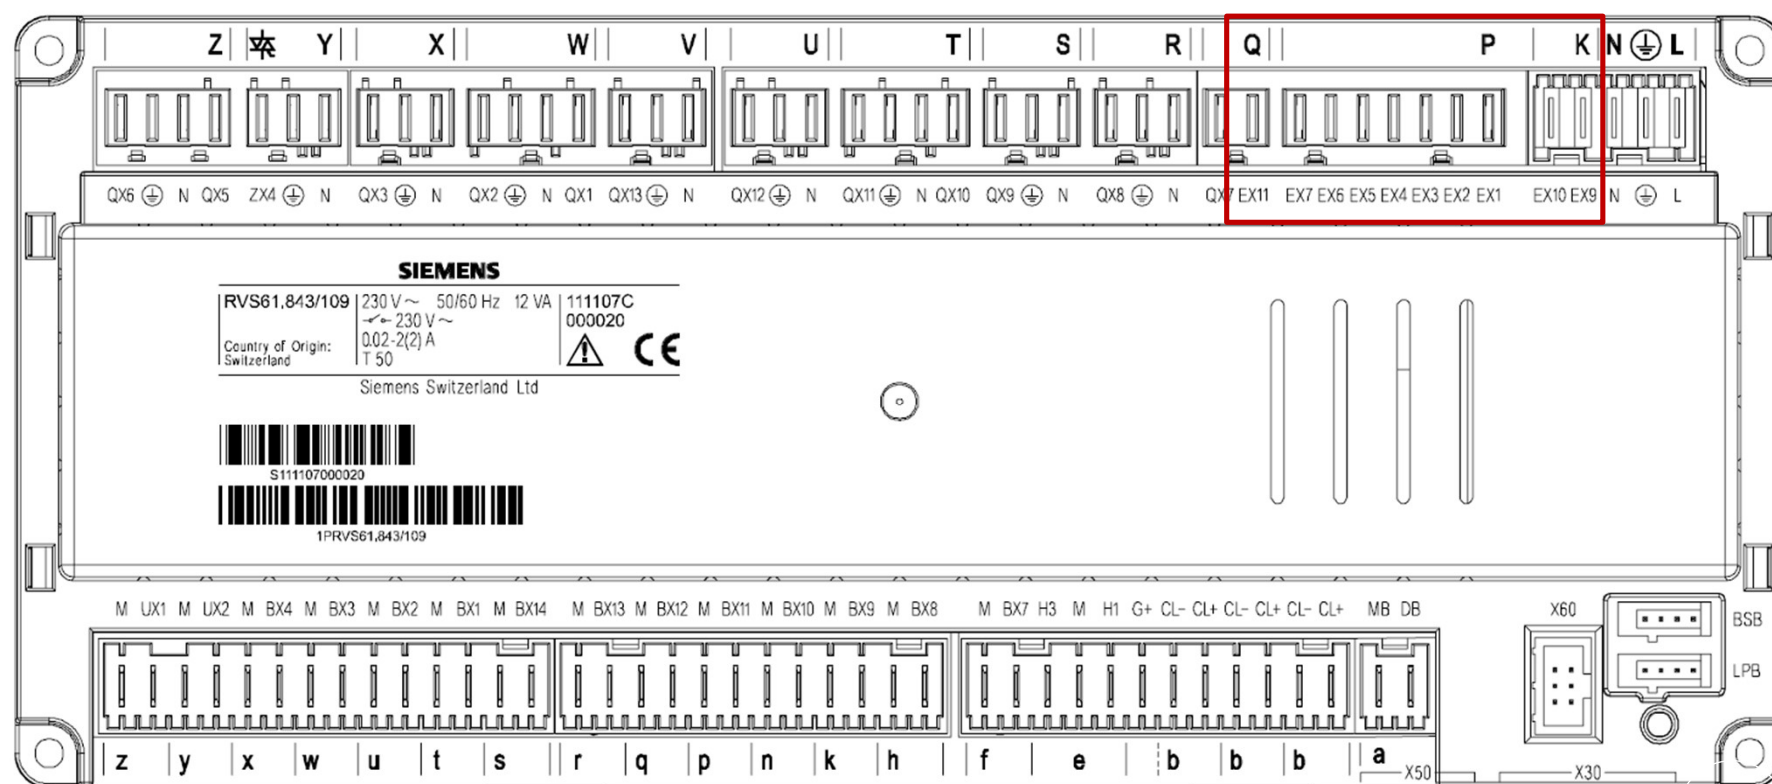 Z Y X W V U T S R Q P K N L
QX6 N QX5 ZX4 N QX3 N QX2 N QX1 QX13 N QX12 N QX11 N QX10 QX9 N QX8 N QX7 EX11 EX7 EX6 EX5 EX4 EX3 EX2 EX1 EX10 EX9 N L
SIEMENS
RVS61,843/109 230 V ~ 50/60 Hz 12 VA 111107C
230 V ~ 000020
Country of Origin: 0.02-2(2) A
Switzerland T 50 CE
Siemens Switzerland Ltd
S111107000020
1PRVS61,843/109
M UX1 M UX2 M BX4 M BX3 M BX2 M BX1 M BX14 M BX13 M BX12 M BX11 M BX10 M BX9 M BX8 M BX7 H3 M H1 G+ CL- CL+ CL- CL+ CL- CL+ MB DB X60 BSB
LPB
z y x w u t s r q p n k h f e b b b a
X50 X30